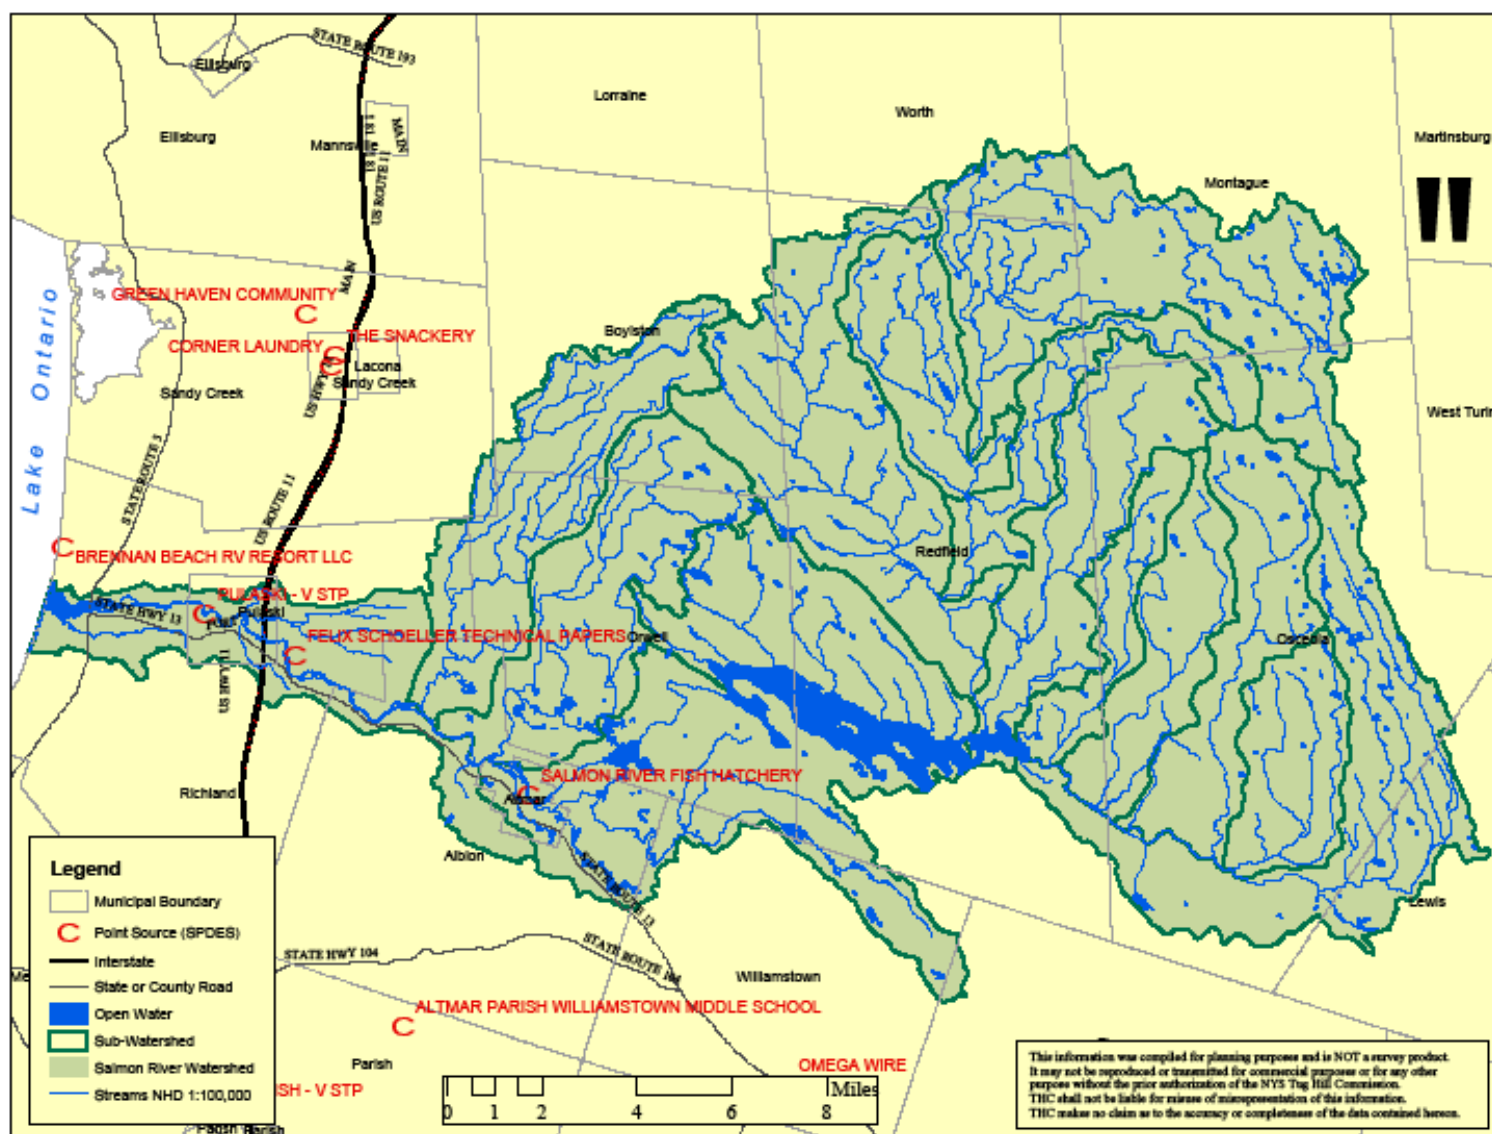 STATE ROUTE 193
Ellisburg
Lorraine
Worth
Ellisburg
Mannsville
MAIN
I 81
I 81
US ROUTE 11
Martinsburg
Montague
Lake Ontario
GREEN HAVEN COMMUNITY
MAIN
C
THE SNACKERY
CORNER LAUNDRY
C
C
Lacona
Sandy Creek
Sandy Creek
US HWY
Boylston
West Turin
STATE ROUTE 3
US ROUTE 11
C
BRENNAN BEACH RV RESORT LLC
Redfield
PULASKI - V STP
STATE HWY 13
C
Pulaski
FELIX SCHOELLER TECHNICAL PAPERS
Orwell
Osceola
C
US HWY 11
SALMON RIVER FISH HATCHERY
C
Altmar
Richland
Albion
STATE ROUTE 13
Lewis
STATE HWY 104
STATE ROUTE 104
Williamstown
ALTMAR PARISH WILLIAMSTOWN MIDDLE SCHOOL
C
Parish
OMEGA WIRE
SH - V STP
Parish
Legend
Municipal Boundary
C Point Source (SPDES)
Interstate
State or County Road
Open Water
Sub-Watershed
Salmon River Watershed
Streams NHD 1:100,000
Miles
0 1 2 4 6 8
This information was compiled for planning purposes and is NOT a survey product.
It may not be reproduced or transmitted for commercial purposes or for any other
purpose without the prior authorization of the NYS Tug Hill Commission.
THC shall not be liable for misuse of misrepresentation of this information.
THC makes no claim as to the accuracy or completeness of the data contained hereon.